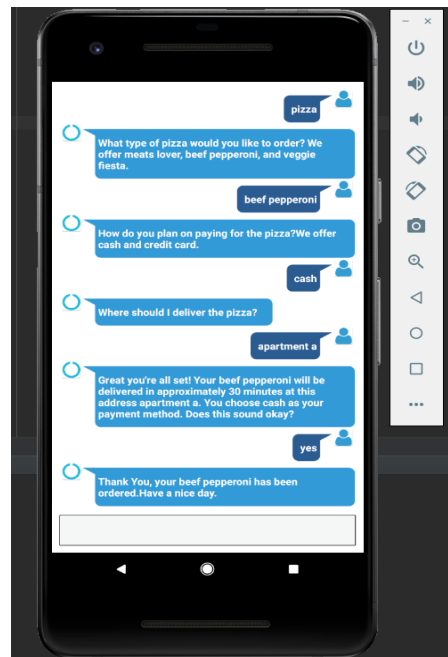 pizza
What type of pizza would you like to order? We
offer meats lover, beef pepperoni, and veggie
fiesta.
beef pepperoni
How do you plan on paying for the pizza?We offer
cash and credit card.
cash
Where should I deliver the pizza?
apartment a
Great you're all set! Your beef pepperoni will be
delivered in approximately 30 minutes at this
address apartment a. You choose cash as your
payment method. Does this sound okay?
yes
Thank You, your beef pepperoni has been
ordered.Have a nice day.